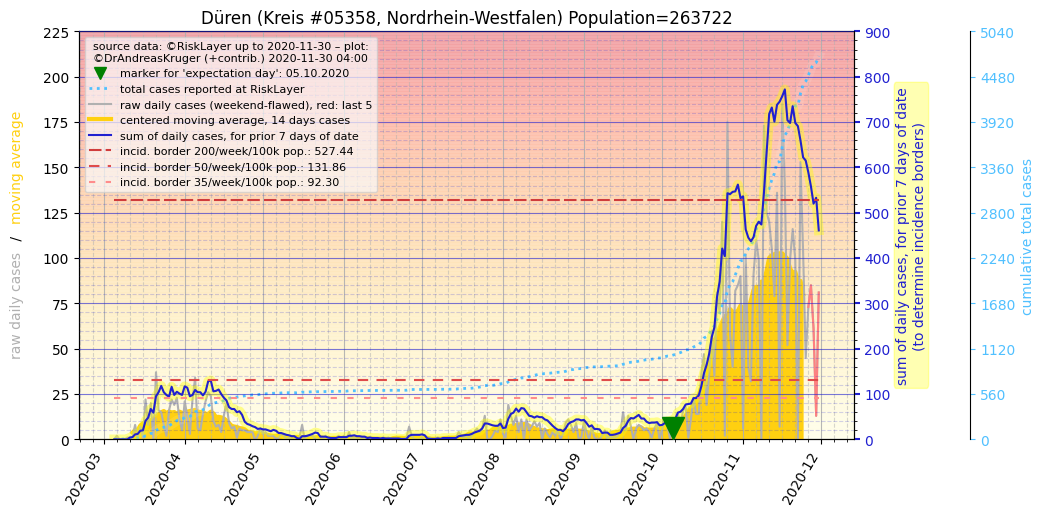 Düren (Kreis #05358, Nordrhein-Westfalen) Population=263722
source data: ©RiskLayer up to 2020-11-30 – plot:
©DrAndreasKruger (+contrib.) 2020-11-30 04:00
marker for 'expectation day': 05.10.2020
total cases reported at RiskLayer
raw daily cases (weekend-flawed), red: last 5
centered moving average, 14 days cases
sum of daily cases, for prior 7 days of date
incid. border 200/week/100k pop.: 527.44
incid. border 50/week/100k pop.: 131.86
incid. border 35/week/100k pop.: 92.30
raw daily cases / moving average
225
200
175
150
125
100
75
50
25
0
2020-03
2020-04
2020-05
2020-06
2020-07
2020-08
2020-09
2020-10
2020-11
2020-12
900
800
700
600
500
400
300
200
100
0
sum of daily cases, for prior 7 days of date
(to determine incidence borders)
5040
4480
3920
3360
2800
2240
1680
1120
560
0
cumulative total cases